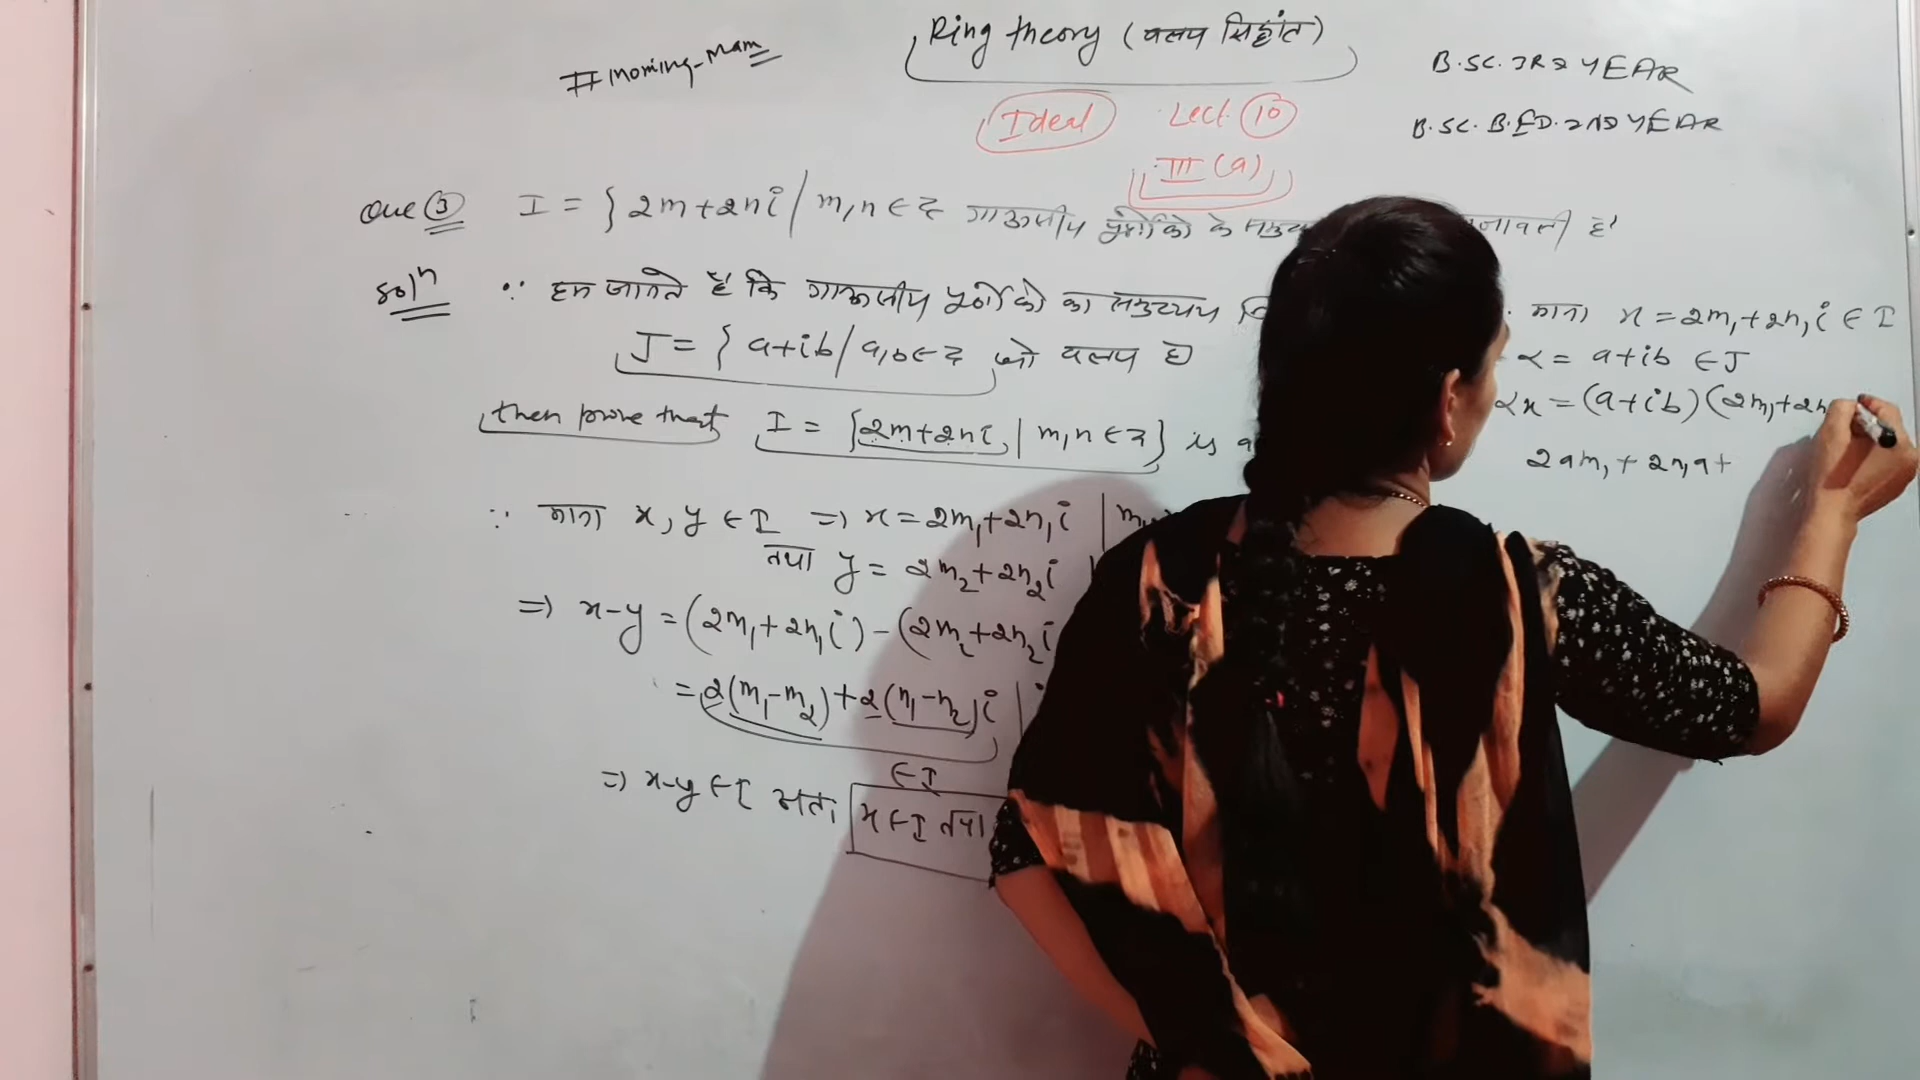 Ring theory (वलय सिद्धांत)
#morning_mam
B.SC. 3RD YEAR
Ideal Lect. 10
B.SC. B.ED. 2ND YEAR
III (a)
Que 3 I = { 2m+2ni / m,n ∈ Z गाऊसीय पूर्णांको के
Solⁿ ∵ हम जानते हैं कि गाऊसीय पूर्णांको का समुच्चय
J = { a+ib / a,b ∈ Z जो वलय है
then prove that I = {2m+2ni | m,n ∈ Z} is
∵ माना x, y ∈ I ⇒ x = 2m₁+2n₁i |
तथा y = 2m₂+2n₂i
⇒ x-y = (2m₁+2n₁i) - (2m₂+2n₂i
= 2(m₁-m₂)+2(n₁-n₂)i |
∈ I
⇒ x-y ∈ I अतः x ∈ I तथा
माना x = 2m₁+2n₁i ∈ I
α = a+ib ∈ J
αx = (a+ib)(2m₁+2n
2am₁ + 2n₁a+